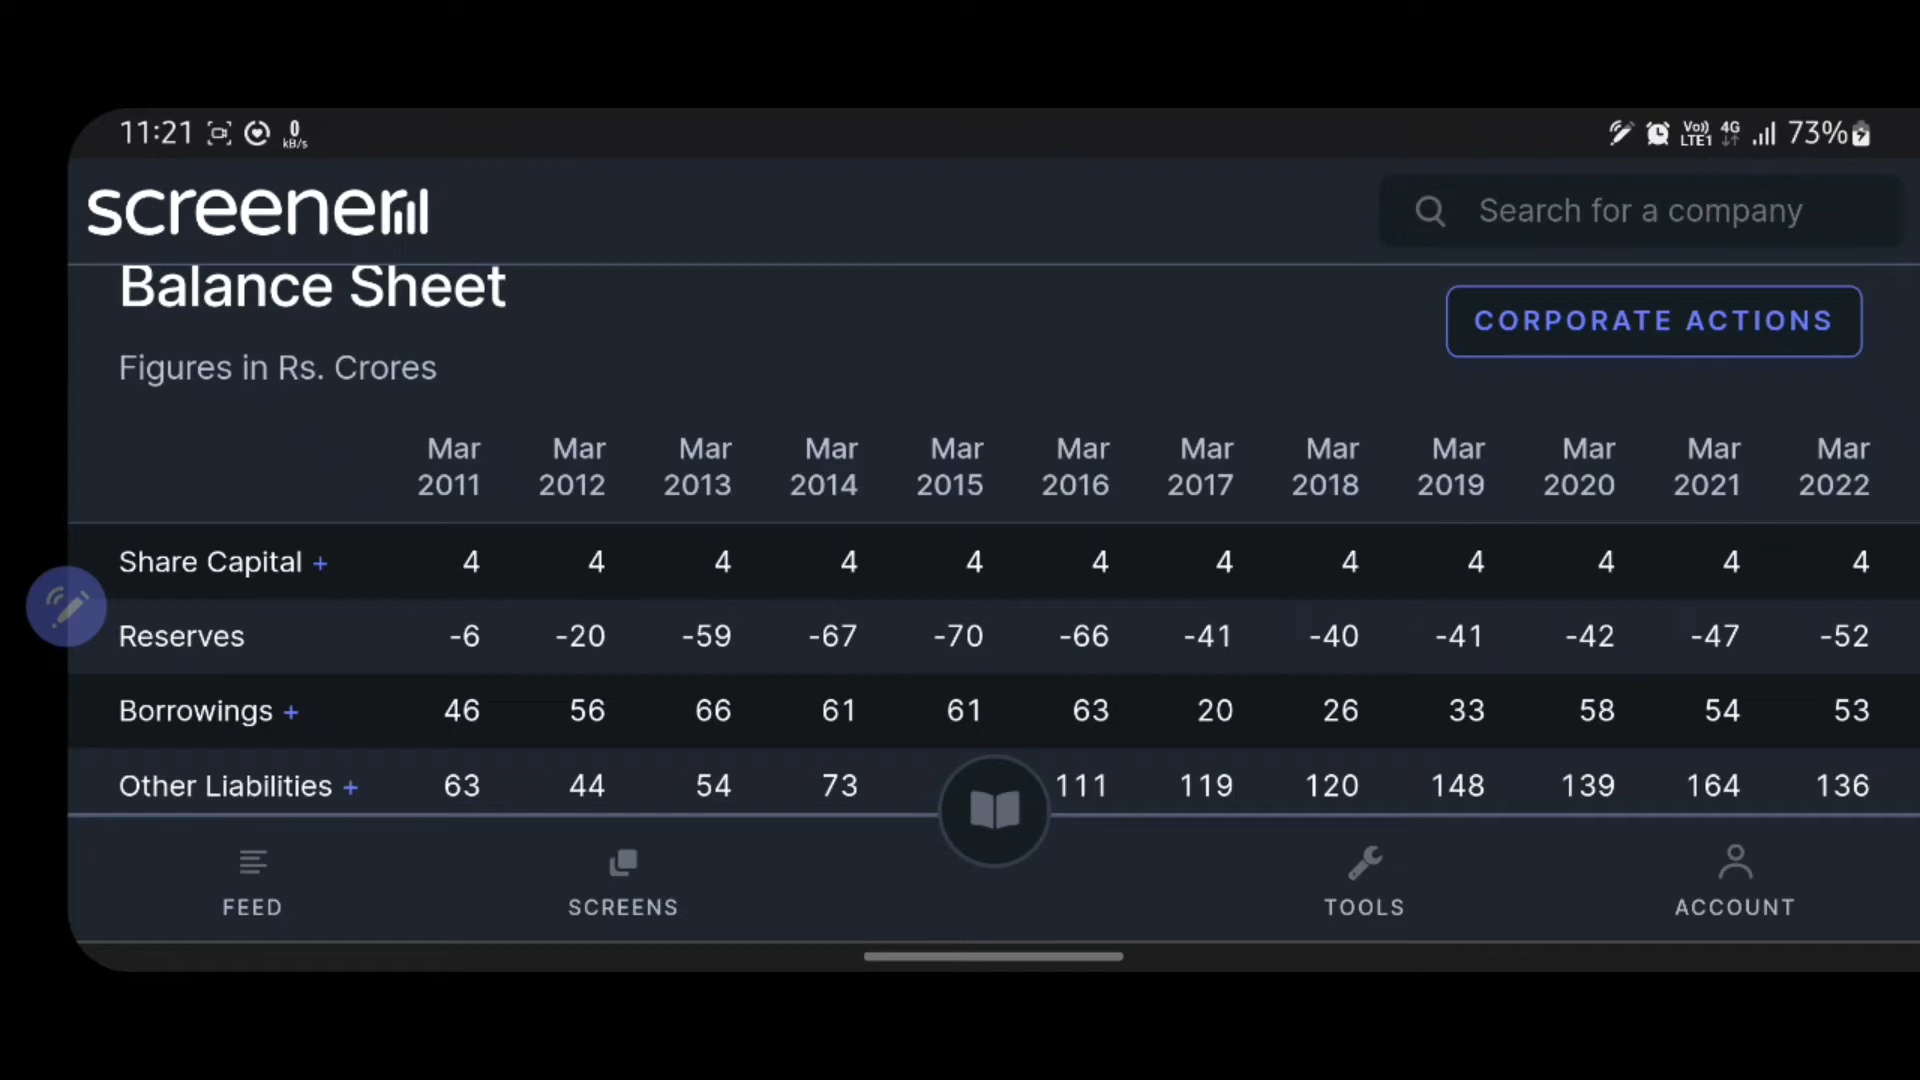 11:21 0 kB/s Vo)) LTE1 4G 73%
screener
Search for a company
Balance Sheet
CORPORATE ACTIONS
Figures in Rs. Crores
Mar 2011 Mar 2012 Mar 2013 Mar 2014 Mar 2015 Mar 2016 Mar 2017 Mar 2018 Mar 2019 Mar 2020 Mar 2021 Mar 2022
Share Capital + 4 4 4 4 4 4 4 4 4 4 4 4
Reserves -6 -20 -59 -67 -70 -66 -41 -40 -41 -42 -47 -52
Borrowings + 46 56 66 61 61 63 20 26 33 58 54 53
Other Liabilities + 63 44 54 73 111 119 120 148 139 164 136
FEED SCREENS TOOLS ACCOUNT